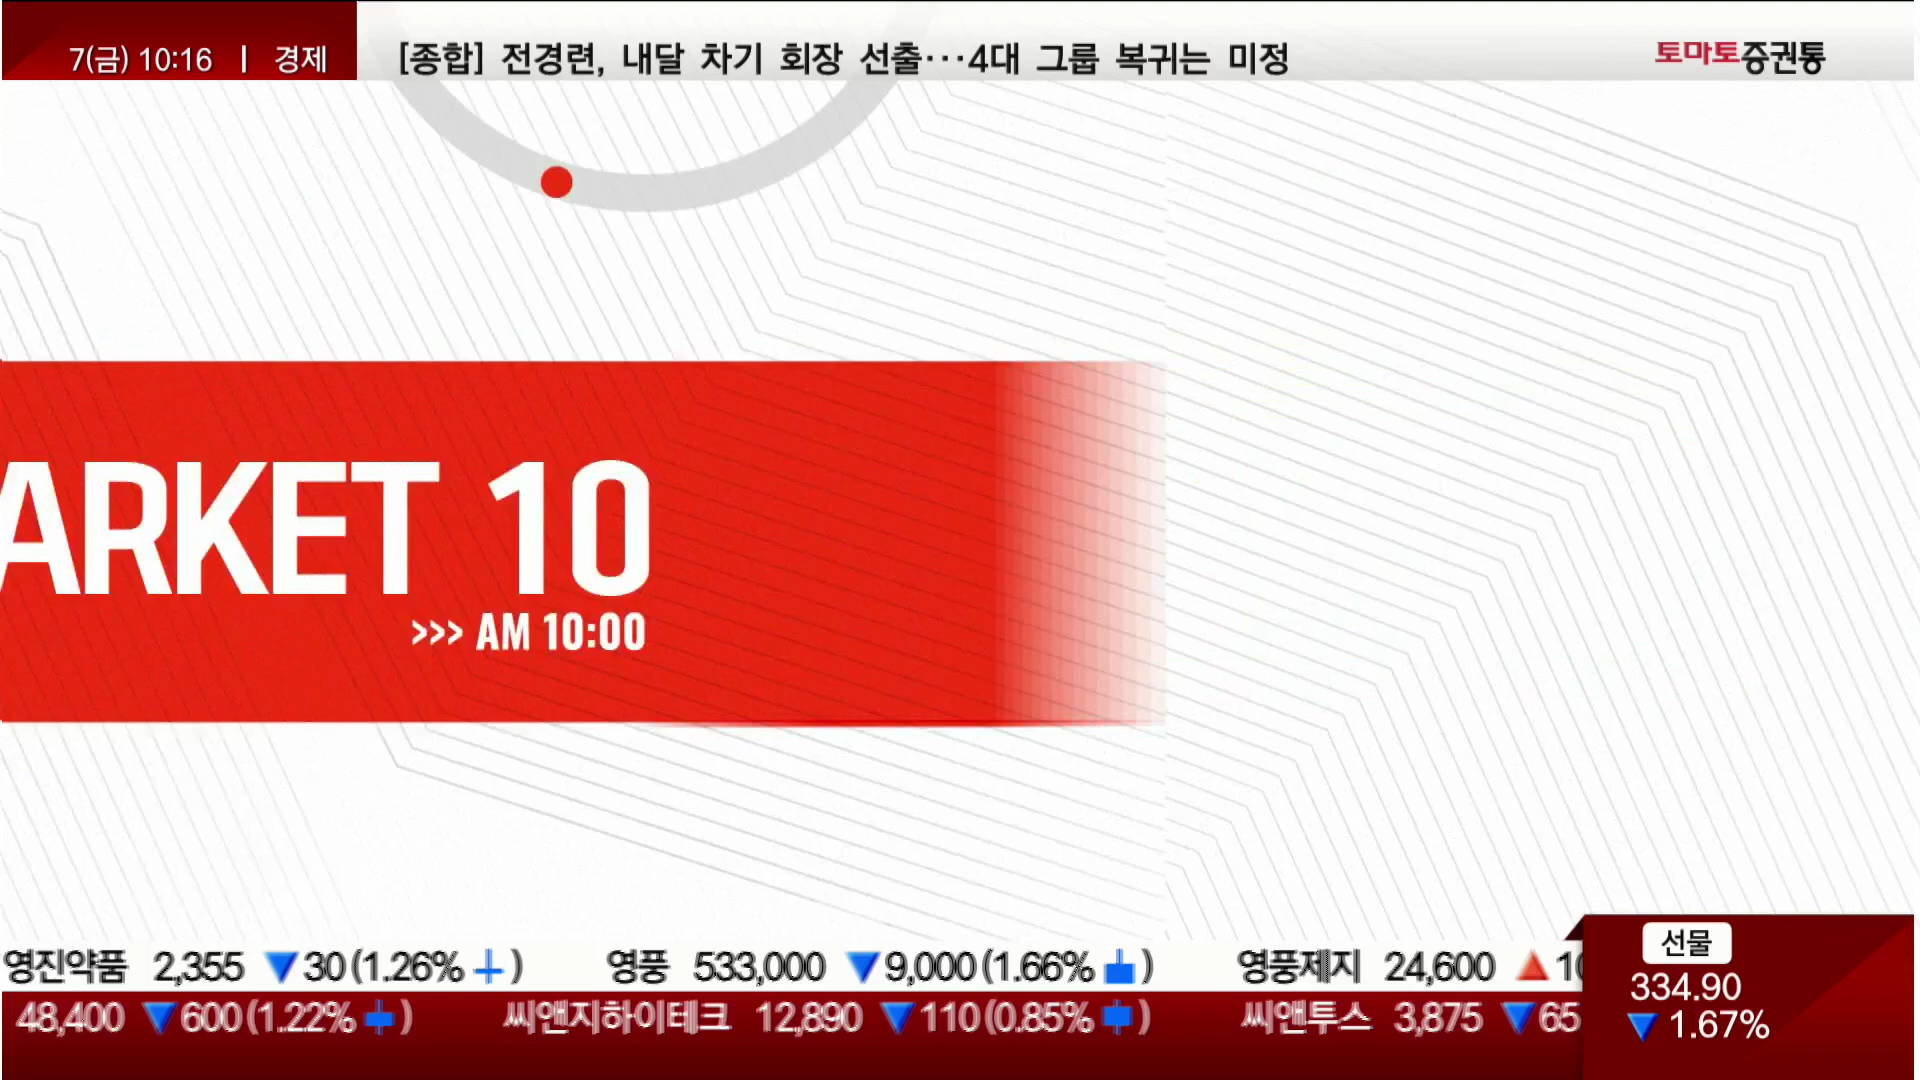 7(금) 10:16 | 경제
[종합] 전경련, 내달 차기 회장 선출···4대 그룹 복귀는 미정
토마토증권통
ARKET 10
>>> AM 10:00
영진약품 2,355 ▼30(1.26% ) 영풍 533,000 ▼9,000(1.66% ) 영풍제지 24,600 ▲10
48,400 ▼600(1.22% ) 씨앤지하이테크 12,890 ▼110(0.85% ) 씨앤투스 3,875 ▼65
선물
334.90
▼ 1.67%